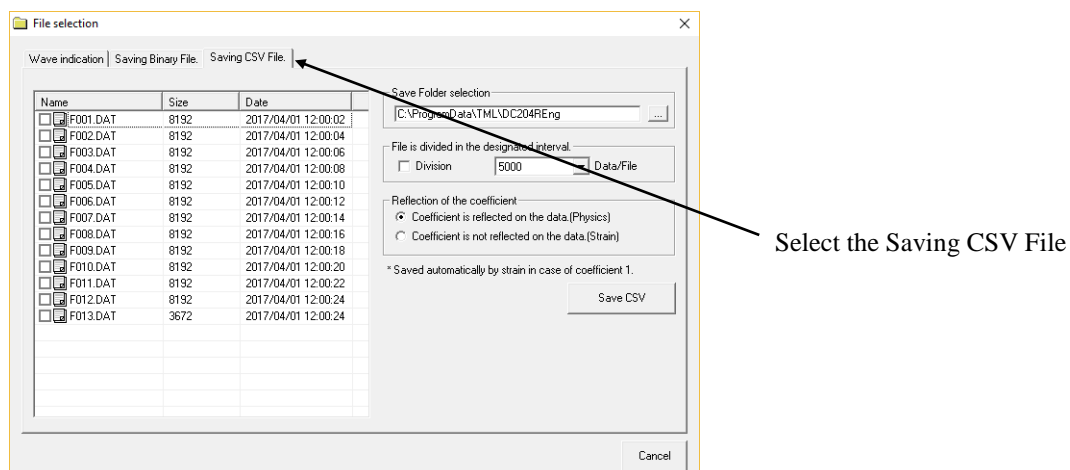 File selection
Wave indication Saving Binary File. Saving CSV File.
Name Size Date
F001.DAT 8192 2017/04/01 12:00:02
F002.DAT 8192 2017/04/01 12:00:04
F003.DAT 8192 2017/04/01 12:00:06
F004.DAT 8192 2017/04/01 12:00:08
F005.DAT 8192 2017/04/01 12:00:10
F006.DAT 8192 2017/04/01 12:00:12
F007.DAT 8192 2017/04/01 12:00:14
F008.DAT 8192 2017/04/01 12:00:16
F009.DAT 8192 2017/04/01 12:00:18
F010.DAT 8192 2017/04/01 12:00:20
F011.DAT 8192 2017/04/01 12:00:22
F012.DAT 8192 2017/04/01 12:00:24
F013.DAT 3672 2017/04/01 12:00:24
Save Folder selection
C:\ProgramData\TML\DC204REng ...
File is divided in the designated interval.
Division 5000 Data/File
Reflection of the coefficient
Coefficient is reflected on the data.(Physics)
Coefficient is not reflected on the data.(Strain)
* Saved automatically by strain in case of coefficient 1.
Save CSV
Cancel
Select the Saving CSV File